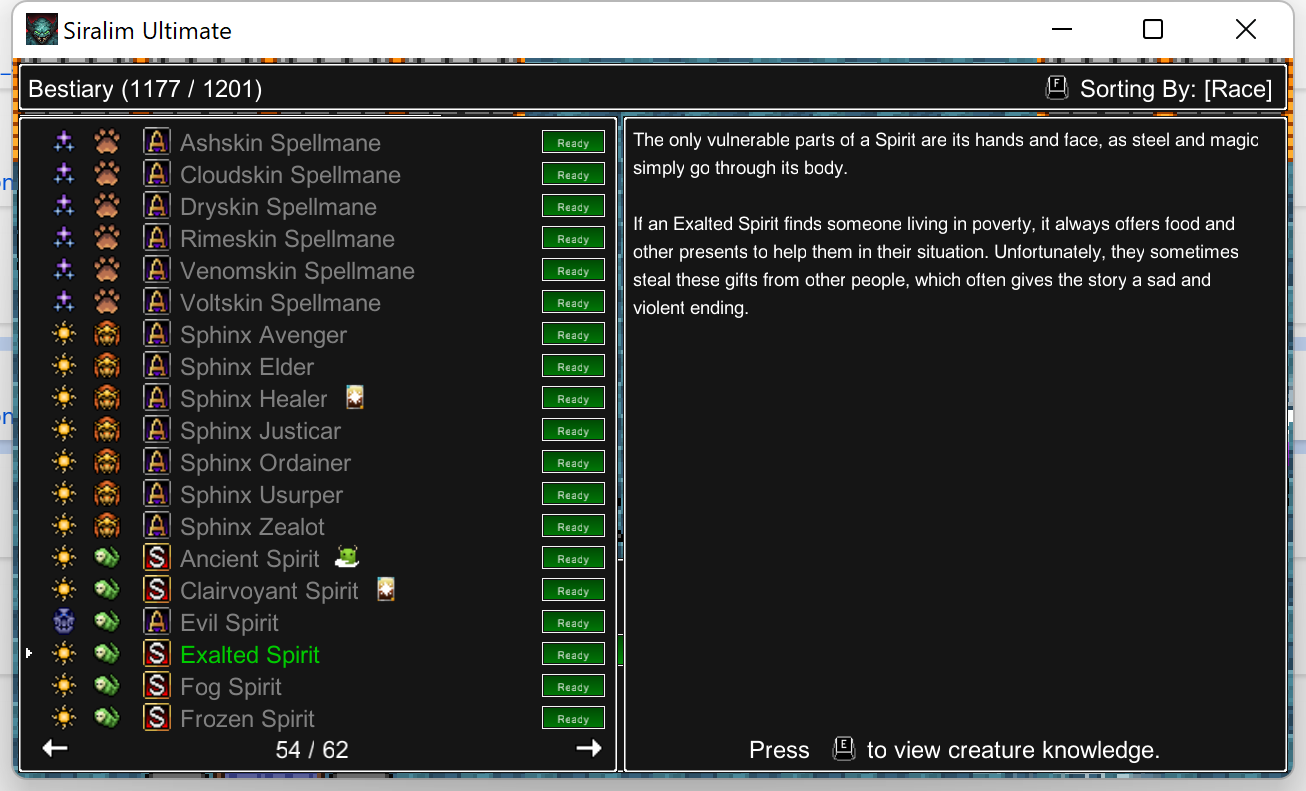 Siralim Ultimate
Bestiary (1177 / 1201)
F Sorting By: [Race]
A Ashskin Spellmane Ready
A Cloudskin Spellmane Ready
A Dryskin Spellmane Ready
A Rimeskin Spellmane Ready
A Venomskin Spellmane Ready
A Voltskin Spellmane Ready
A Sphinx Avenger Ready
A Sphinx Elder Ready
A Sphinx Healer Ready
A Sphinx Justicar Ready
A Sphinx Ordainer Ready
A Sphinx Usurper Ready
A Sphinx Zealot Ready
S Ancient Spirit Ready
S Clairvoyant Spirit Ready
A Evil Spirit Ready
S Exalted Spirit Ready
S Fog Spirit Ready
S Frozen Spirit Ready
54 / 62
The only vulnerable parts of a Spirit are its hands and face, as steel and magic
simply go through its body.
If an Exalted Spirit finds someone living in poverty, it always offers food and
other presents to help them in their situation. Unfortunately, they sometimes
steal these gifts from other people, which often gives the story a sad and
violent ending.
Press E to view creature knowledge.